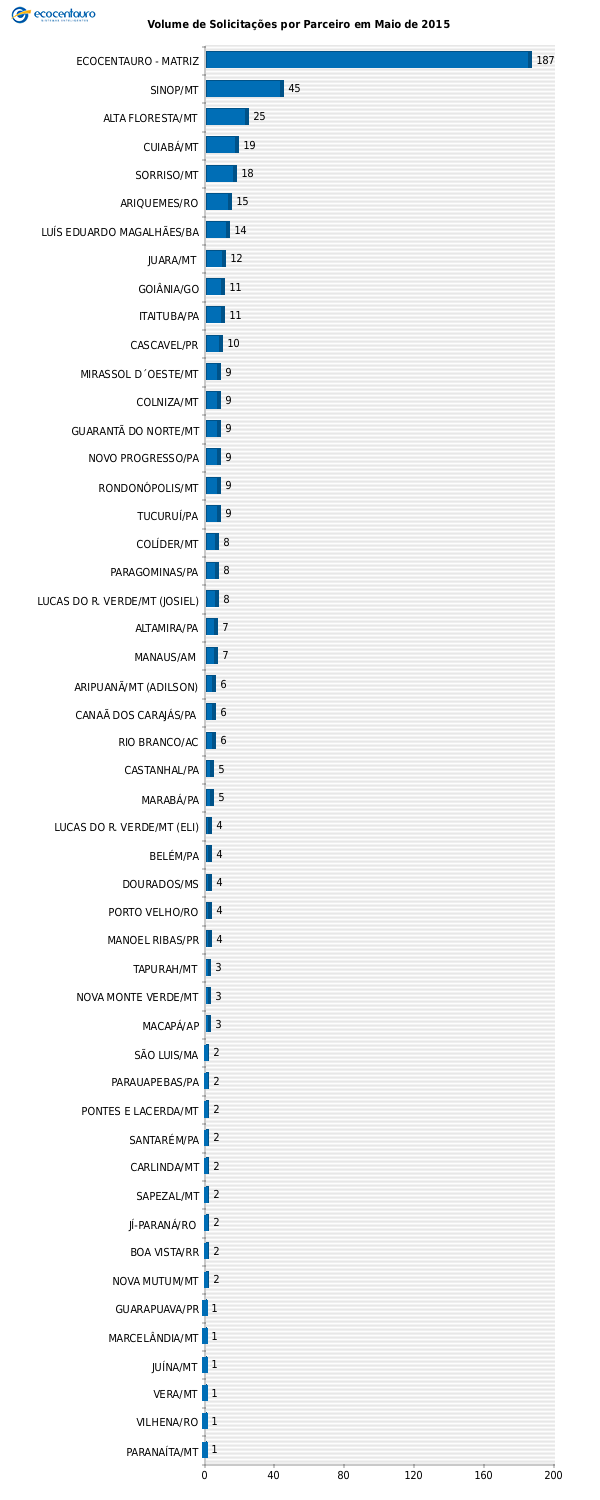 ecocentauro
Volume de Solicitações por Parceiro em Maio de 2015
ECOCENTAURO - MATRIZ 187
SINOP/MT 45
ALTA FLORESTA/MT 25
CUIABÁ/MT 19
SORRISO/MT 18
ARIQUEMES/RO 15
LUÍS EDUARDO MAGALHÃES/BA 14
JUARA/MT 12
GOIÂNIA/GO 11
ITAITUBA/PA 11
CASCAVEL/PR 10
MIRASSOL D´OESTE/MT 9
COLNIZA/MT 9
GUARANTÃ DO NORTE/MT 9
NOVO PROGRESSO/PA 9
RONDONÓPOLIS/MT 9
TUCURUÍ/PA 9
COLÍDER/MT 8
PARAGOMINAS/PA 8
LUCAS DO R. VERDE/MT (JOSIEL) 8
ALTAMIRA/PA 7
MANAUS/AM 7
ARIPUANÃ/MT (ADILSON) 6
CANAÃ DOS CARAJÁS/PA 6
RIO BRANCO/AC 6
CASTANHAL/PA 5
MARABÁ/PA 5
LUCAS DO R. VERDE/MT (ELI) 4
BELÉM/PA 4
DOURADOS/MS 4
PORTO VELHO/RO 4
MANOEL RIBAS/PR 4
TAPURAH/MT 3
NOVA MONTE VERDE/MT 3
MACAPÁ/AP 3
SÃO LUIS/MA 2
PARAUAPEBAS/PA 2
PONTES E LACERDA/MT 2
SANTARÉM/PA 2
CARLINDA/MT 2
SAPEZAL/MT 2
JÍ-PARANÁ/RO 2
BOA VISTA/RR 2
NOVA MUTUM/MT 2
GUARAPUAVA/PR 1
MARCELÂNDIA/MT 1
JUÍNA/MT 1
VERA/MT 1
VILHENA/RO 1
PARANAÍTA/MT 1
0 40 80 120 160 200